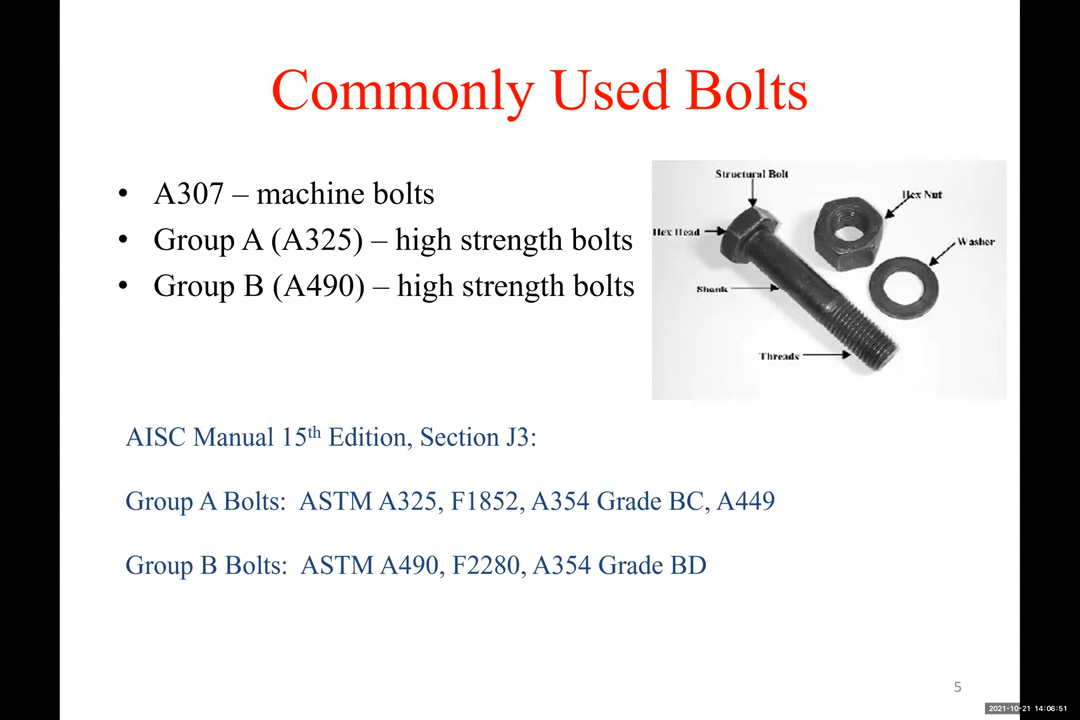 Commonly Used Bolts
• A307 – machine bolts
• Group A (A325) – high strength bolts
• Group B (A490) – high strength bolts
Structural Bolt
Hex Nut
Hex Head
Washer
Shank
Threads
AISC Manual 15th Edition, Section J3:
Group A Bolts: ASTM A325, F1852, A354 Grade BC, A449
Group B Bolts: ASTM A490, F2280, A354 Grade BD
5
2021-10-21 14:06:51